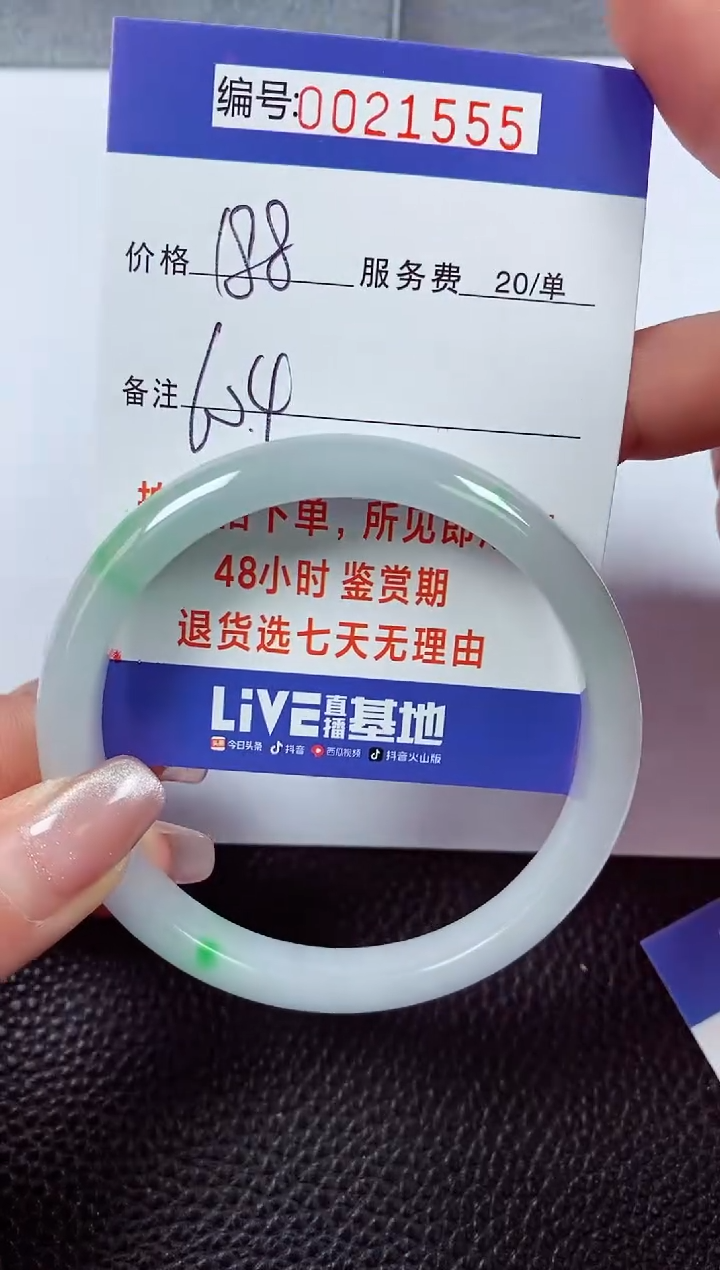 编号:0021555
价格 188 服务费 20/单
备注 6.4
下单，所见即
48小时 鉴赏期
退货选七天无理由
LiVE直播基地
今日头条 抖音 西瓜视频 抖音火山版